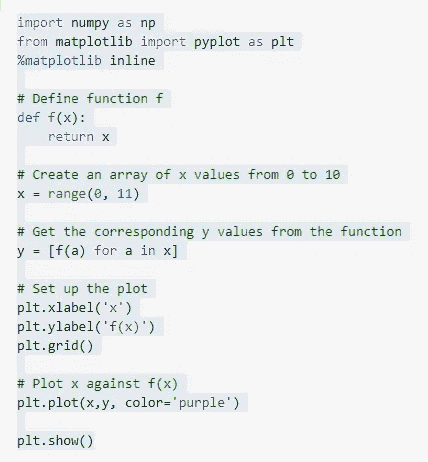 import numpy as np
from matplotlib import pyplot as plt
%matplotlib inline
# Define function f
def f(x):
    return x
# Create an array of x values from 0 to 10
x = range(0, 11)
# Get the corresponding y values from the function
y = [f(a) for a in x]
# Set up the plot
plt.xlabel('x')
plt.ylabel('f(x)')
plt.grid()
# Plot x against f(x)
plt.plot(x,y, color='purple')
plt.show()